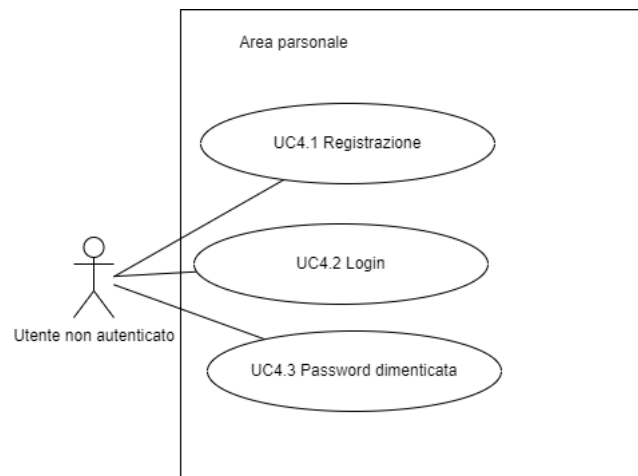 Area parsonale
UC4.1 Registrazione
UC4.2 Login
Utente non autenticato
UC4.3 Password dimenticata